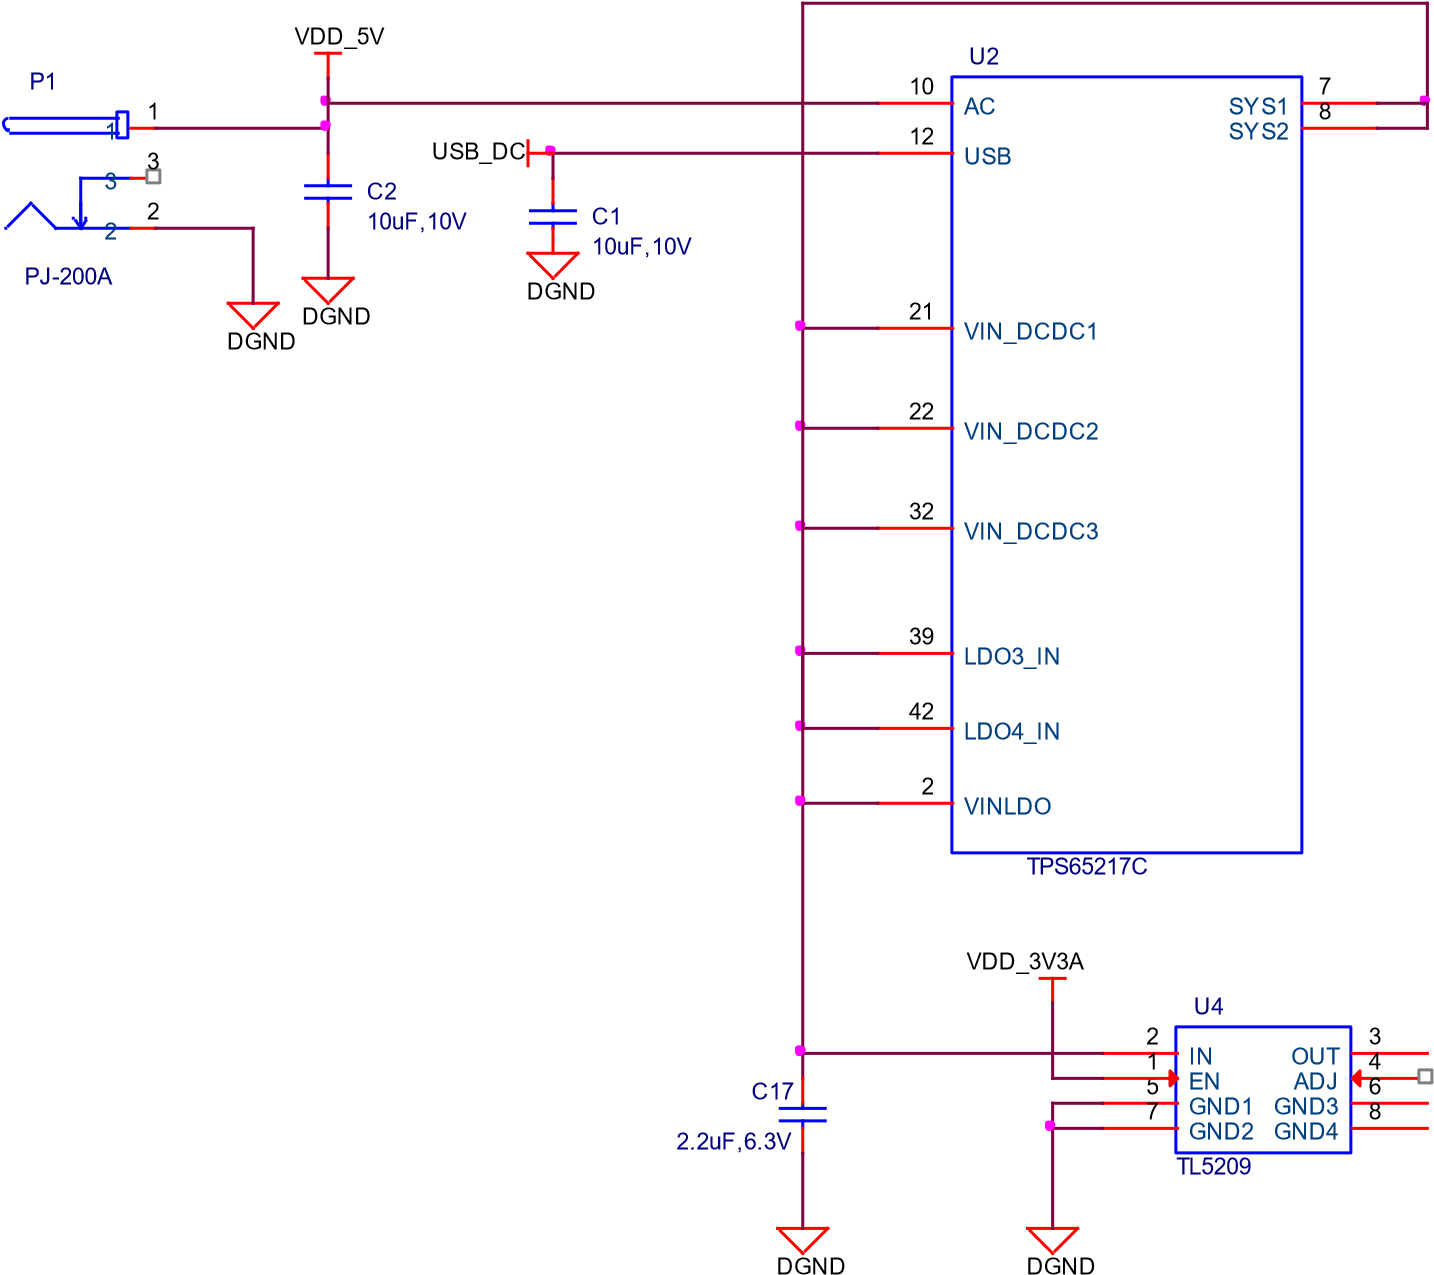 VDD_5V
P1
1
1
3
3
2
2
PJ-200A
DGND
C2
10uF,10V
DGND
USB_DC
C1
10uF,10V
DGND
U2
10
AC
12
USB
7
SYS1
8
SYS2
21
VIN_DCDC1
22
VIN_DCDC2
32
VIN_DCDC3
39
LDO3_IN
42
LDO4_IN
2
VINLDO
TPS65217C
VDD_3V3A
U4
2
IN
OUT
3
1
EN
ADJ
4
5
GND1
GND3
6
7
GND2
GND4
8
TL5209
C17
2.2uF,6.3V
DGND
DGND